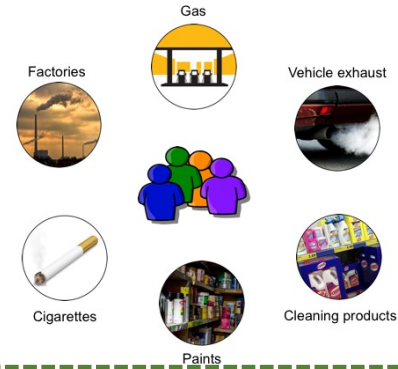 Gas
Factories
Vehicle exhaust
Cigarettes
Cleaning products
Paints